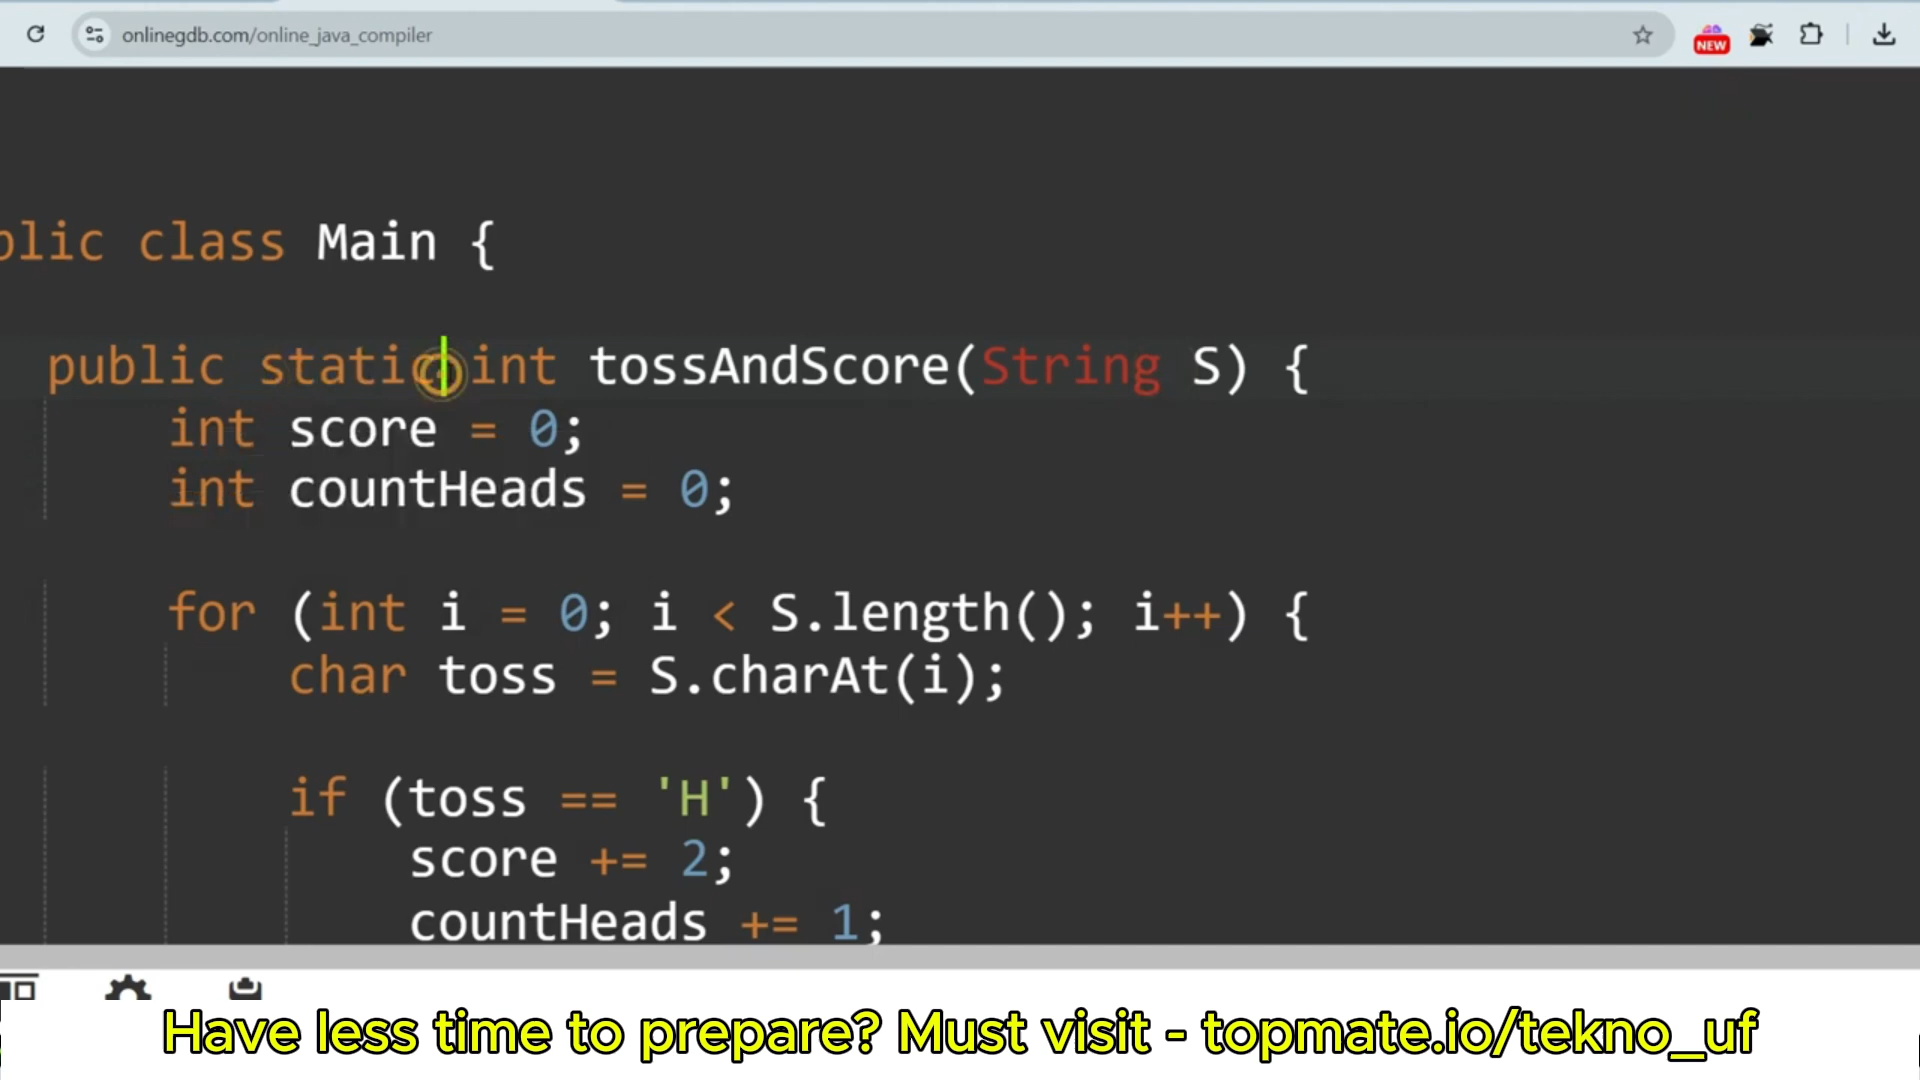 onlinegdb.com/online_java_compiler
NEW
blic class Main {
public static int tossAndScore(String S) {
int score = 0;
int countHeads = 0;
for (int i = 0; i < S.length(); i++) {
char toss = S.charAt(i);
if (toss == 'H') {
score += 2;
countHeads += 1;
Have less time to prepare? Must visit - topmate.io/tekno_uf